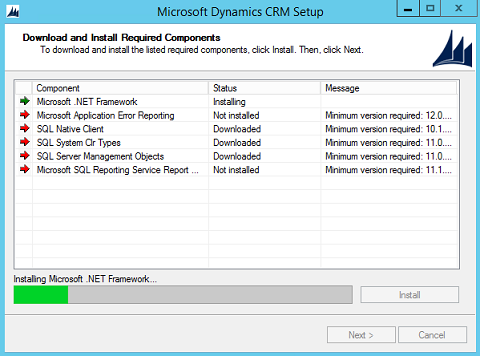 Microsoft Dynamics CRM Setup
Download and Install Required Components
To download and install the listed required components, click Install. Then, click Next.
Component Status Message
Microsoft .NET Framework Installing
Microsoft Application Error Reporting Not installed Minimum version required: 12.0....
SQL Native Client Downloaded Minimum version required: 10.1....
SQL System Clr Types Downloaded Minimum version required: 11.0....
SQL Server Management Objects Downloaded Minimum version required: 11.0....
Microsoft SQL Reporting Service Report ... Not installed Minimum version required: 11.1....
Installing Microsoft .NET Framework...
Install
Next > Cancel